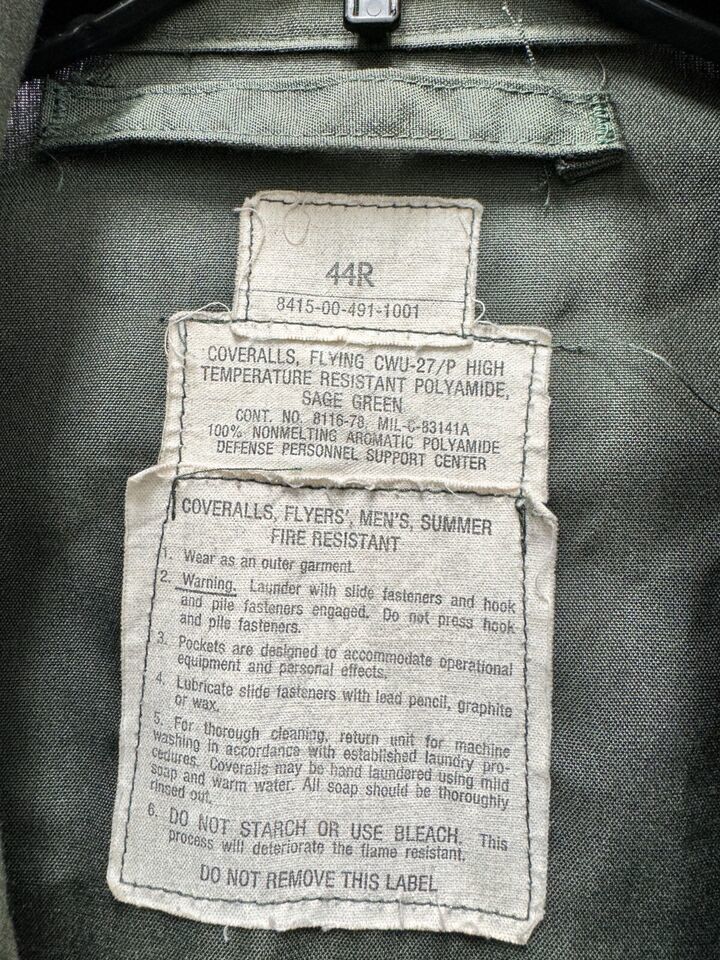 44R
8415-00-491-1001
COVERALLS, FLYING CWU-27/P HIGH
TEMPERATURE RESISTANT POLYAMIDE,
SAGE GREEN
CONT. NO. 8116-78, MIL-C-83141A
100% NONMELTING AROMATIC POLYAMIDE
DEFENSE PERSONNEL SUPPORT CENTER
COVERALLS, FLYERS', MEN'S, SUMMER
FIRE RESISTANT
1. Wear as an outer garment.
2. Warning. Launder with slide fasteners and hook
and pile fasteners engaged. Do not press hook
and pile fasteners.
3. Pockets are designed to accommodate operational
equipment and personal effects.
4. Lubricate slide fasteners with lead pencil, graphite
or wax.
5. For thorough cleaning, return unit for machine
washing in accordance with established laundry pro-
cedures. Coveralls may be hand laundered using mild
soap and warm water. All soap should be thoroughly
rinsed out.
6. DO NOT STARCH OR USE BLEACH. This
process will deteriorate the flame resistant.
DO NOT REMOVE THIS LABEL